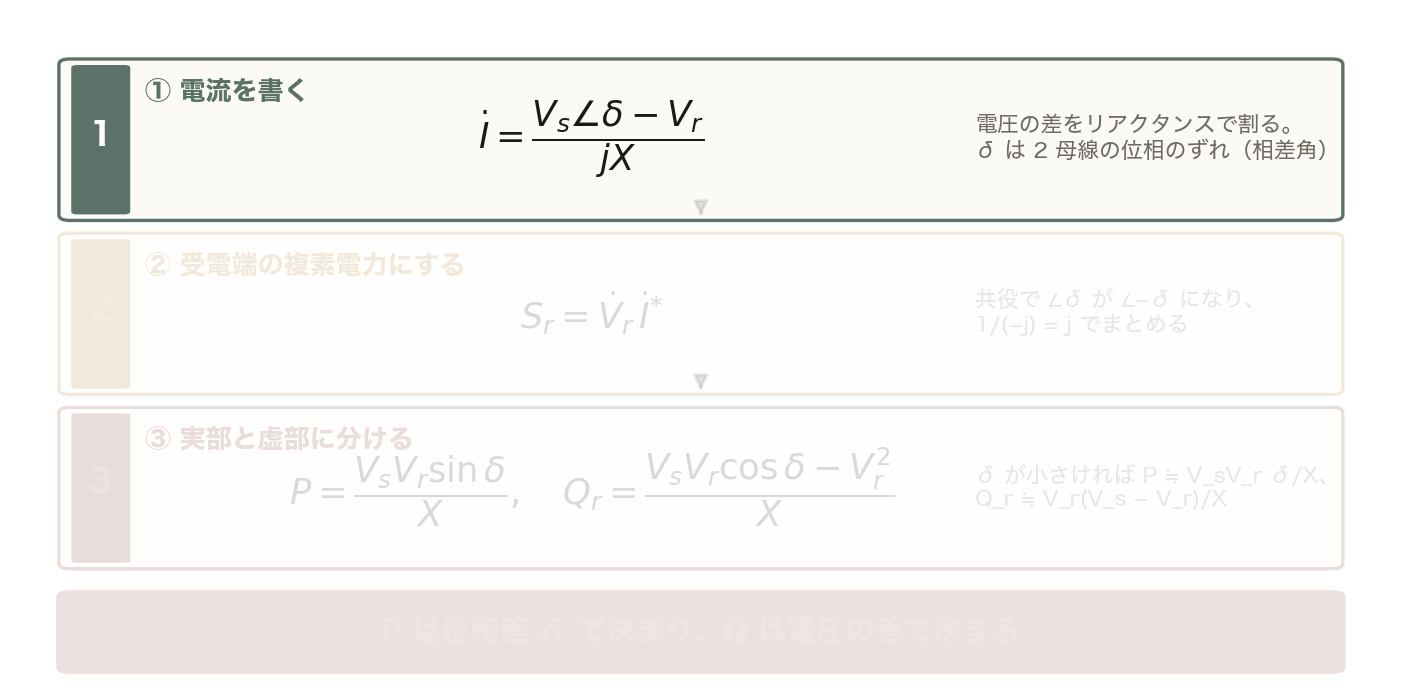 ① 電流を書く
1
İ = (V_s∠δ − V_r) / jX
電圧の差をリアクタンスで割る。
δ は 2 母線の位相のずれ（相差角）
② 受電端の複素電力にする
2
S_r = V̇_r İ*
共役で ∠δ が ∠−δ になり、
1/(−j) = j でまとめる
③ 実部と虚部に分ける
3
P = V_s V_r sin δ / X,　Q_r = (V_s V_r cos δ − V_r²) / X
δ が小さければ P ≒ V_sV_r δ/X、
Q_r ≒ V_r(V_s − V_r)/X
P は位相差 δ で決まり、Q は電圧の差で決まる